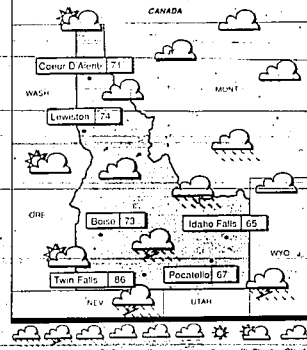 CANADA
Coeur D'Alene 71
WASH
MONT.
Lewiston 74
ORE
Boise 73
Idaho Falls 65
WYO
Twin Falls 86
Pocatello 67
NEV
UTAH